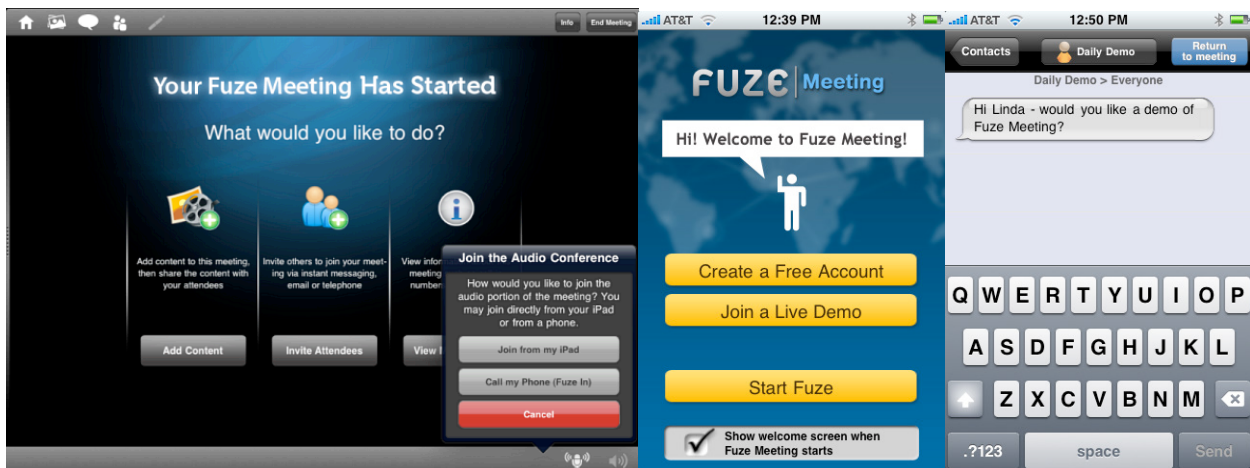 Info
End Meeting
Your Fuze Meeting Has Started
What would you like to do?
Add content to this meeting,
then share the content with
your attendees
Invite others to join your meet-
ing via instant messaging,
email or telephone
View infor
meeting
number
Add Content
Invite Attendees
View
Join the Audio Conference
How would you like to join the
audio portion of the meeting? You
may join directly from your iPad
or from a phone.
Join from my iPad
Call my Phone (Fuze In)
Cancel
AT&T
12:39 PM
FUZE Meeting
Hi! Welcome to Fuze Meeting!
Create a Free Account
Join a Live Demo
Start Fuze
Show welcome screen when
Fuze Meeting starts
AT&T
12:50 PM
Contacts
Daily Demo
Return
to meeting
Daily Demo > Everyone
Hi Linda - would you like a demo of
Fuze Meeting?
Q W E R T Y U I O P
A S D F G H J K L
Z X C V B N M
.?123
space
Send